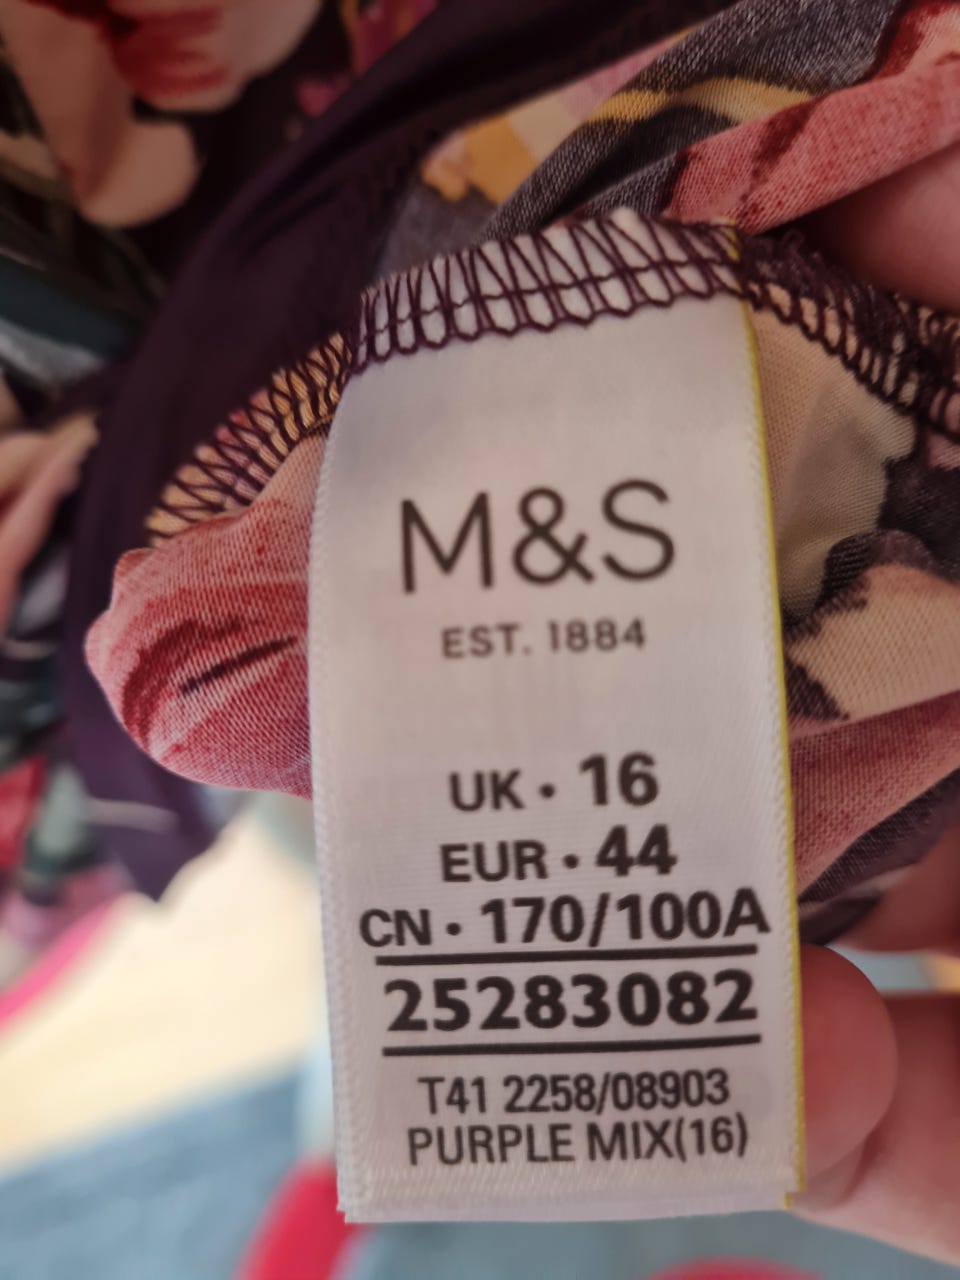 M&S
EST. 1884
UK • 16
EUR • 44
CN • 170/100A
25283082
T41 2258/08903
PURPLE MIX(16)